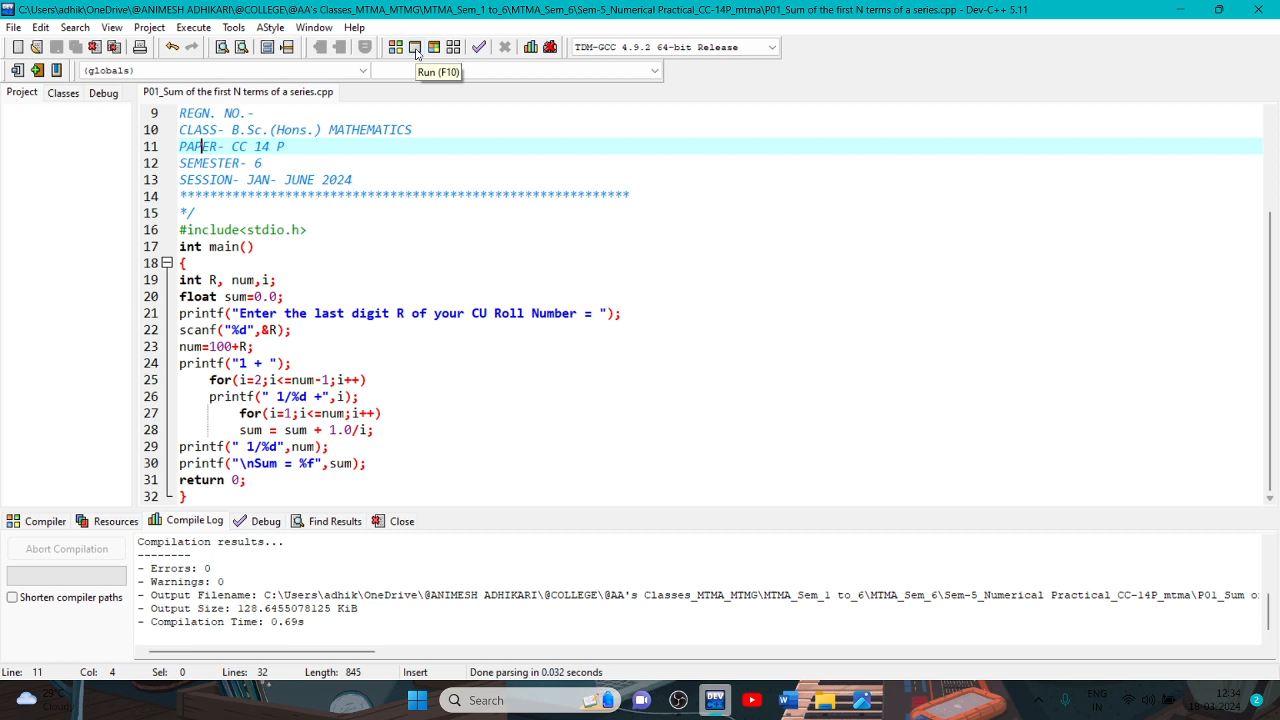 C:\Users\adhik\OneDrive\@ANIMESH ADHIKARI\@COLLEGE\@AA's Classes_MTMA_MTMG\MTMA_Sem_1 to_6\MTMA_Sem_6\Sem-5_Numerical Practical_CC-14P_mtma\P01_Sum of the first N terms of a series.cpp - Dev-C++ 5.11
File Edit Search View Project Execute Tools AStyle Window Help
TDM-GCC 4.9.2 64-bit Release
(globals)
Run (F10)
Project Classes Debug
P01_Sum of the first N terms of a series.cpp
9 REGN. NO.-
10 CLASS- B.Sc.(Hons.) MATHEMATICS
11 PAPER- CC 14 P
12 SEMESTER- 6
13 SESSION- JAN- JUNE 2024
14 ************************************************************
15 */
16 #include<stdio.h>
17 int main()
18 {
19 int R, num,i;
20 float sum=0.0;
21 printf("Enter the last digit R of your CU Roll Number = ");
22 scanf("%d",&R);
23 num=100+R;
24 printf("1 + ");
25 for(i=2;i<=num-1;i++)
26 printf(" 1/%d +",i);
27 for(i=1;i<=num;i++)
28 sum = sum + 1.0/i;
29 printf(" 1/%d",num);
30 printf("\nSum = %f",sum);
31 return 0;
32 }
Compiler Resources Compile Log Debug Find Results Close
Abort Compilation
Shorten compiler paths
Compilation results...
--------
- Errors: 0
- Warnings: 0
- Output Filename: C:\Users\adhik\OneDrive\@ANIMESH ADHIKARI\@COLLEGE\@AA's Classes_MTMA_MTMG\MTMA_Sem_1 to_6\MTMA_Sem_6\Sem-5_Numerical Practical_CC-14P_mtma\P01_Sum o
- Output Size: 128.6455078125 KiB
- Compilation Time: 0.69s
Line: 11 Col: 4 Sel: 0 Lines: 32 Length: 845 Insert Done parsing in 0.032 seconds
29°C
Cloudy
Search
DEV
ENG
IN
12:34
18-03-2024
2